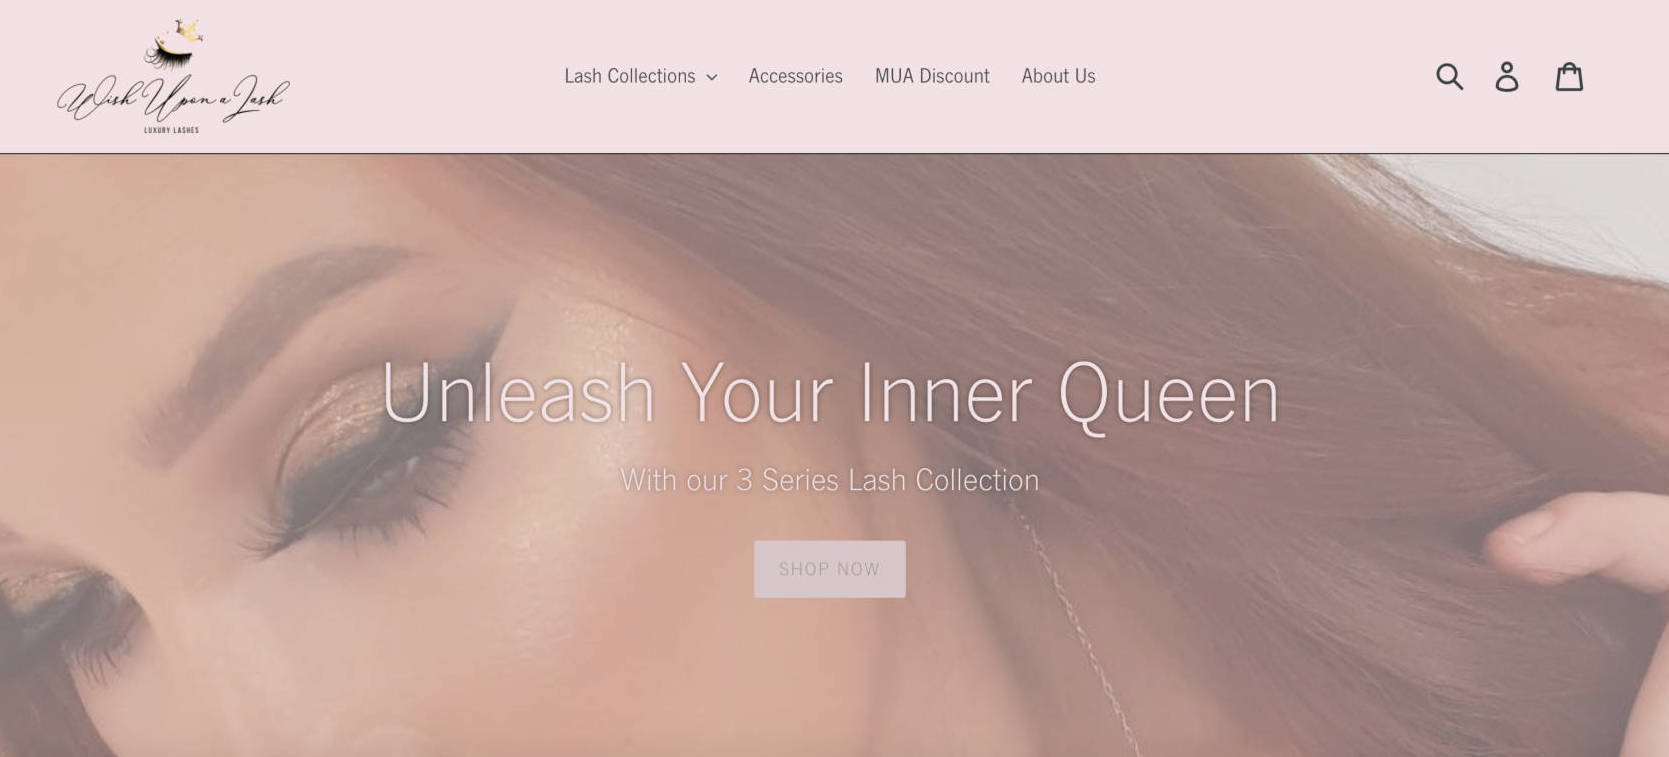 Wish Upon a Lash
LUXURY LASHES
Lash Collections
Accessories
MUA Discount
About Us
Unleash Your Inner Queen
With our 3 Series Lash Collection
SHOP NOW